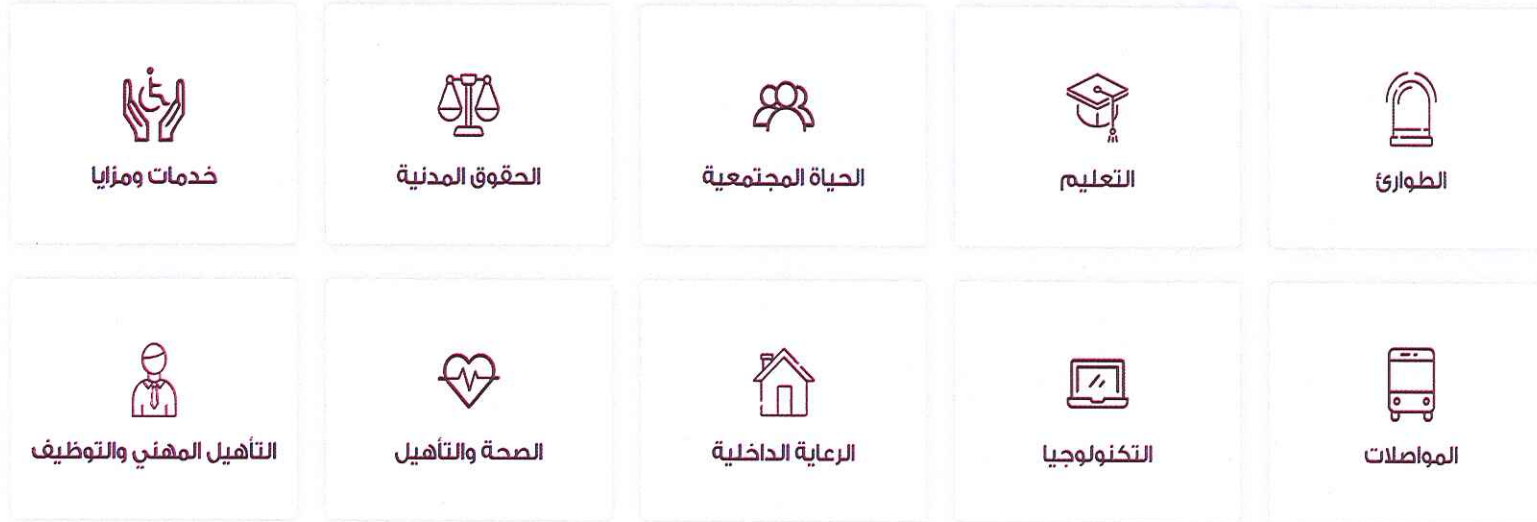 الطوارئ
التعليم
الحياة المجتمعية
الحقوق المدنية
خدمات ومزايا
المواصلات
التكنولوجيا
الرعاية الداخلية
الصحة والتأهيل
التأهيل المهني والتوظيف